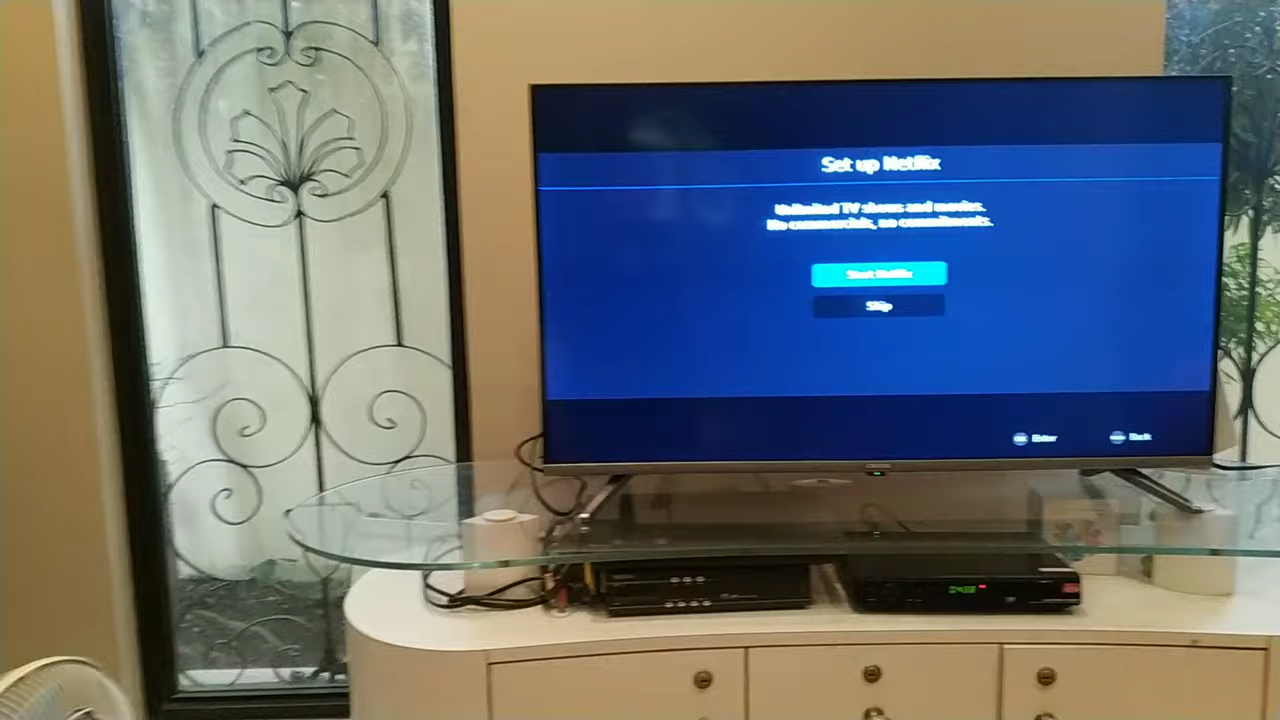 Set up Netflix
Unlimited TV shows and movies.
No commercials, no commitments.
Start Netflix
Skip
Enter
Back